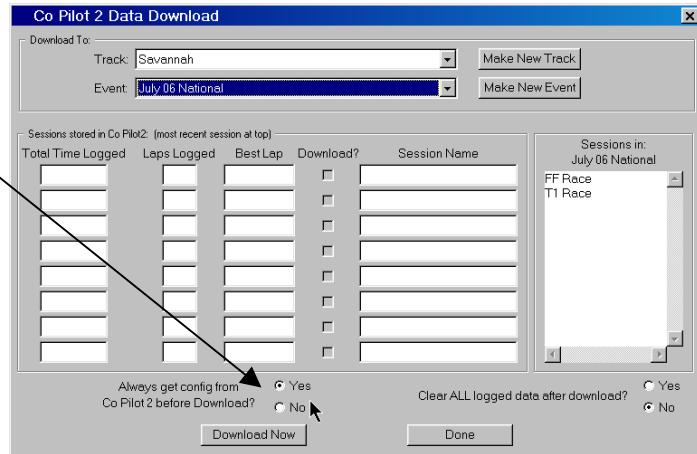 Co Pilot 2 Data Download
Download To:
Track: Savannah
Make New Track
Event: July 06 National
Make New Event
Sessions stored in Co Pilot2: (most recent session at top)
Total Time Logged Laps Logged Best Lap Download? Session Name
Sessions in:
July 06 National
FF Race
T1 Race
Always get config from
Co Pilot 2 before Download?
Yes
No
Clear ALL logged data after download?
Yes
No
Download Now
Done